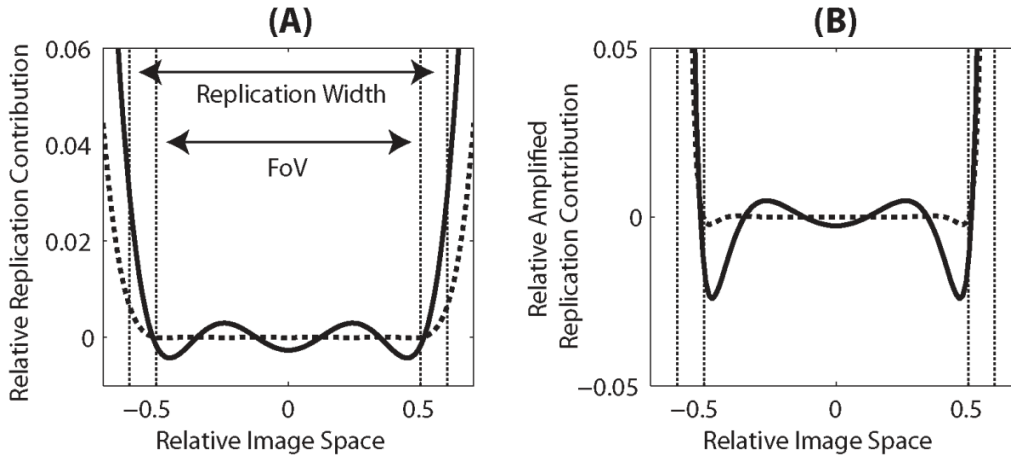 (A)
Relative Replication Contribution
0.06
0.04
0.02
0
Replication Width
FoV
−0.5
0
0.5
Relative Image Space
(B)
Relative Amplified
Replication Contribution
0.05
0
−0.05
−0.5
0
0.5
Relative Image Space